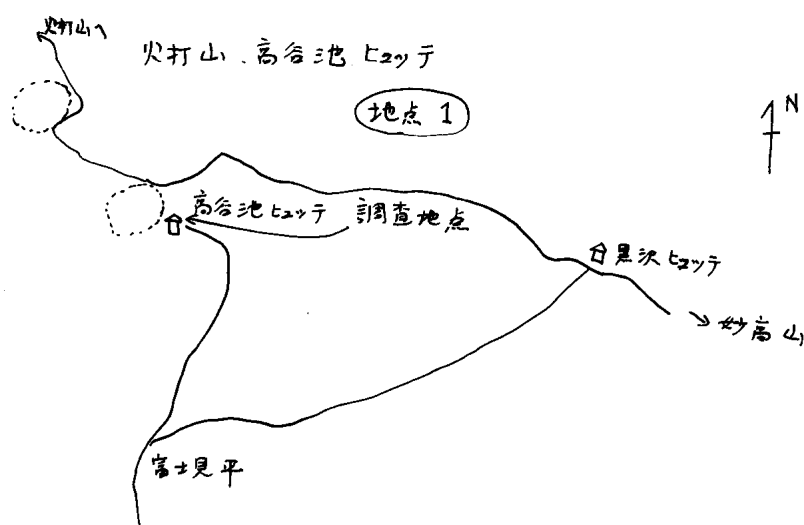 火打山へ
火打山、高谷池ヒュッテ
地点 1
N
高谷池ヒュッテ 調査地点
黒沢ヒュッテ
妙高山
富士見平